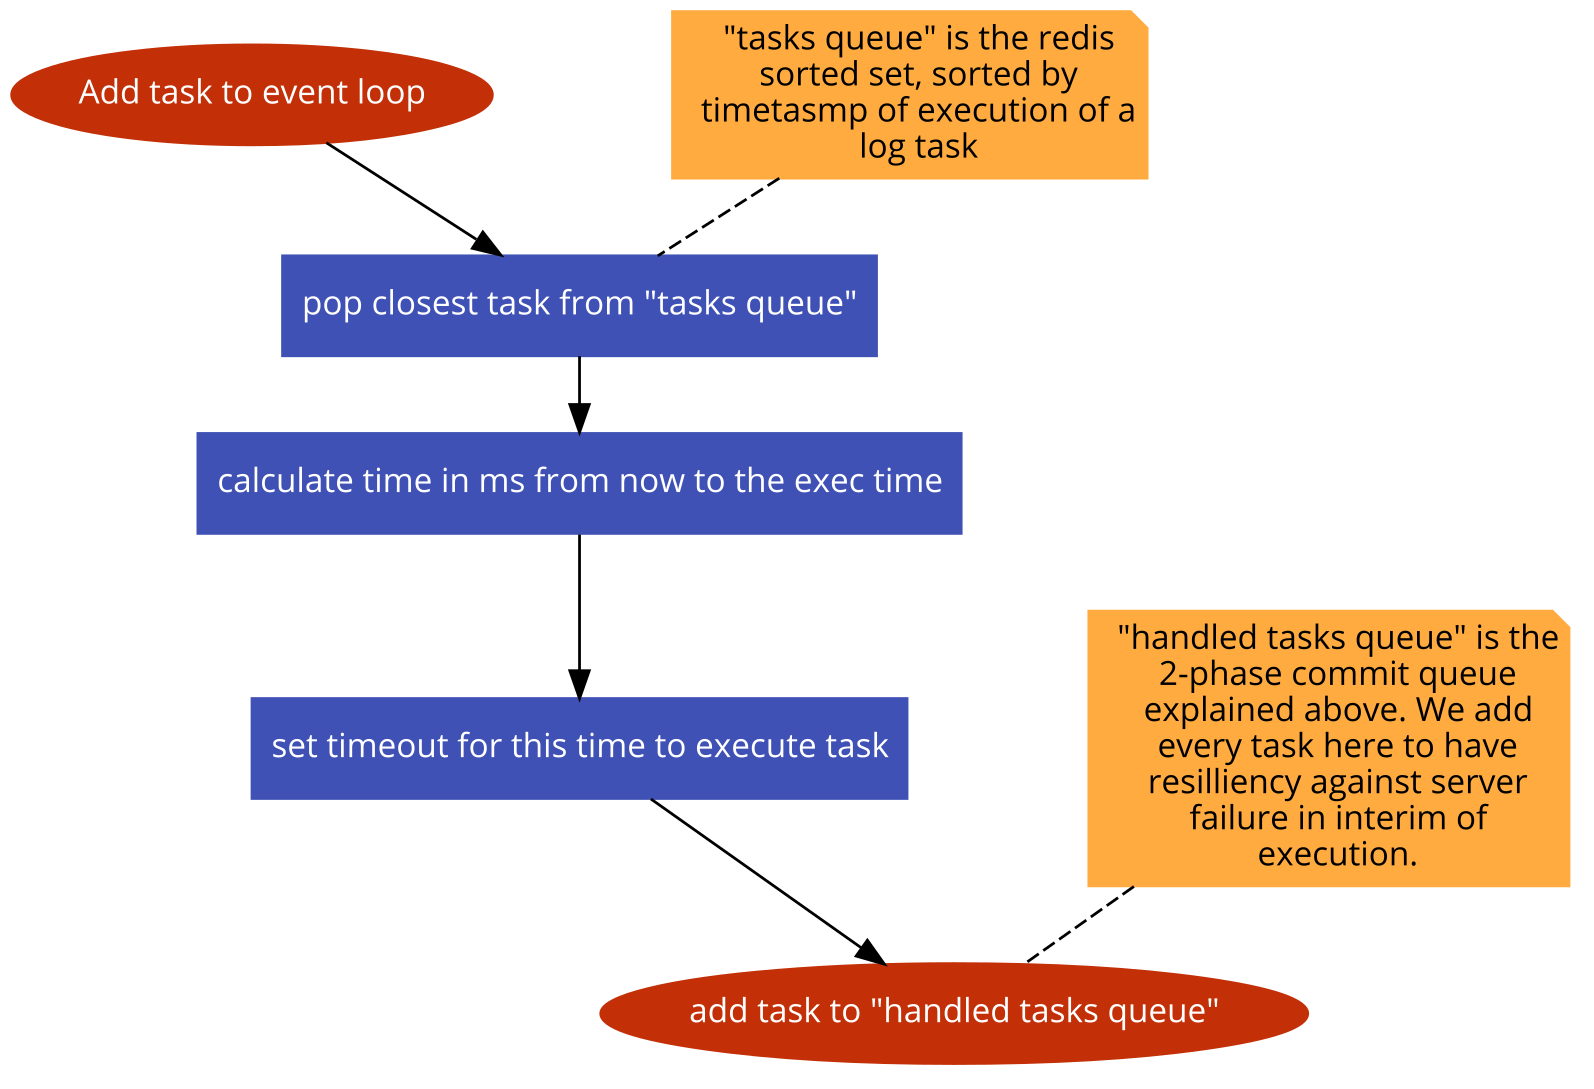 Add task to event loop
"tasks queue" is the redis
sorted set, sorted by
timetasmp of execution of a
log task
pop closest task from "tasks queue"
calculate time in ms from now to the exec time
set timeout for this time to execute task
"handled tasks queue" is the
2-phase commit queue
explained above. We add
every task here to have
resilliency against server
failure in interim of
execution.
add task to "handled tasks queue"